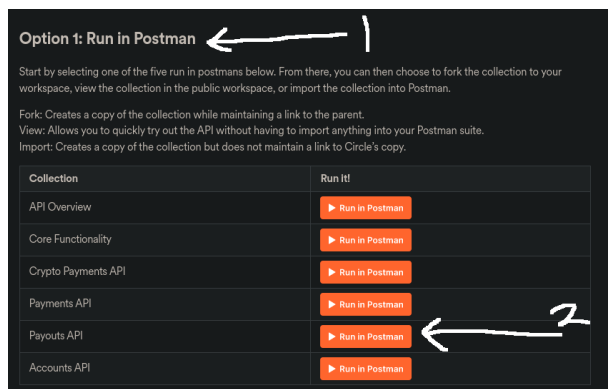 Option 1: Run in Postman 1
Start by selecting one of the five run in postmans below. From there, you can then choose to fork the collection to your
workspace, view the collection in the public workspace, or import the collection into Postman.
Fork: Creates a copy of the collection while maintaining a link to the parent.
View: Allows you to quickly try out the API without having to import anything into your Postman suite.
Import: Creates a copy of the collection but does not maintain a link to Circle's copy.
Collection Run it!
API Overview Run in Postman
Core Functionality Run in Postman
Crypto Payments API Run in Postman
Payments API Run in Postman
Payouts API Run in Postman 2
Accounts API Run in Postman